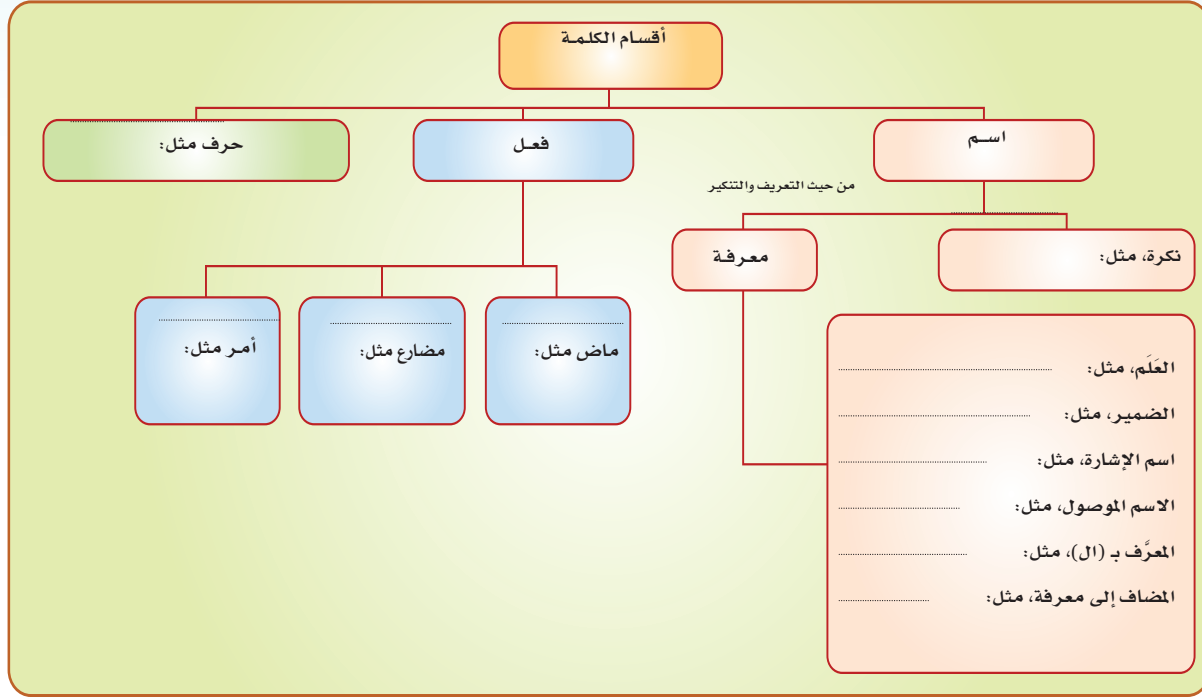 أقسام الكلمة
اسم
فعل
حرف مثل: ..........
من حيث التعريف والتنكير
نكرة، مثل: ..........
معرفة
ماض مثل: ..........
مضارع مثل: ..........
أمر مثل: ..........
العَلَم، مثل: ..........
الضمير، مثل: ..........
اسم الإشارة، مثل: ..........
الاسم الموصول، مثل: ..........
المعرَّف بـ (ال)، مثل: ..........
المضاف إلى معرفة، مثل: ..........